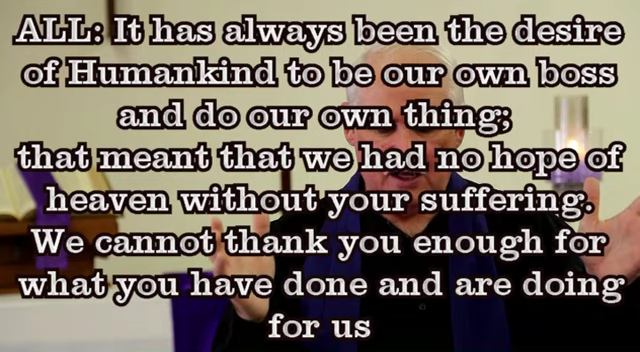 ALL: It has always been the desire
of Humankind to be our own boss
and do our own thing;
that meant that we had no hope of
heaven without your suffering.
We cannot thank you enough for
what you have done and are doing
for us